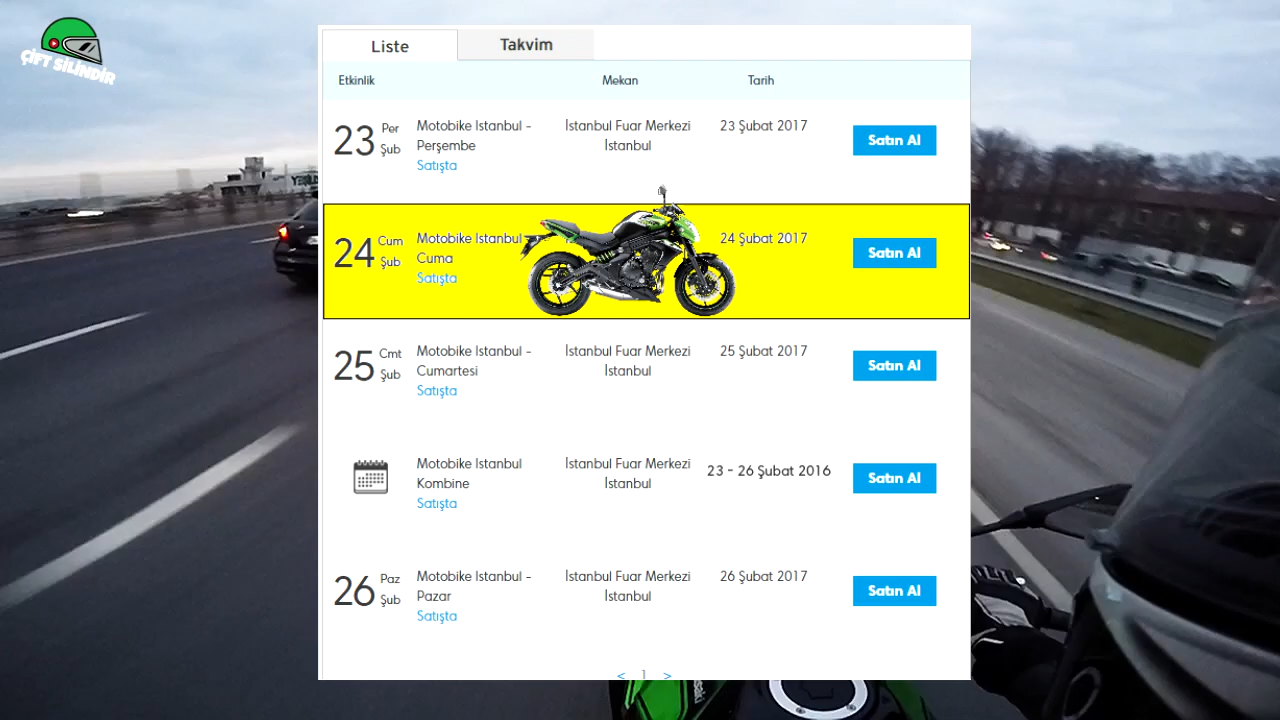 ÇİFT SİLİNDİR
Liste
Takvim
Etkinlik
Mekan
Tarih
23 Per Şub
Motobike Istanbul -
Perşembe
Satışta
İstanbul Fuar Merkezi
İstanbul
23 Şubat 2017
Satın Al
24 Cum Şub
Motobike Istanbul
Cuma
Satışta
24 Şubat 2017
Satın Al
25 Cmt Şub
Motobike Istanbul -
Cumartesi
Satışta
İstanbul Fuar Merkezi
İstanbul
25 Şubat 2017
Satın Al
Motobike Istanbul
Kombine
Satışta
İstanbul Fuar Merkezi
İstanbul
23 - 26 Şubat 2016
Satın Al
26 Paz Şub
Motobike Istanbul -
Pazar
Satışta
İstanbul Fuar Merkezi
İstanbul
26 Şubat 2017
Satın Al
< 1 >